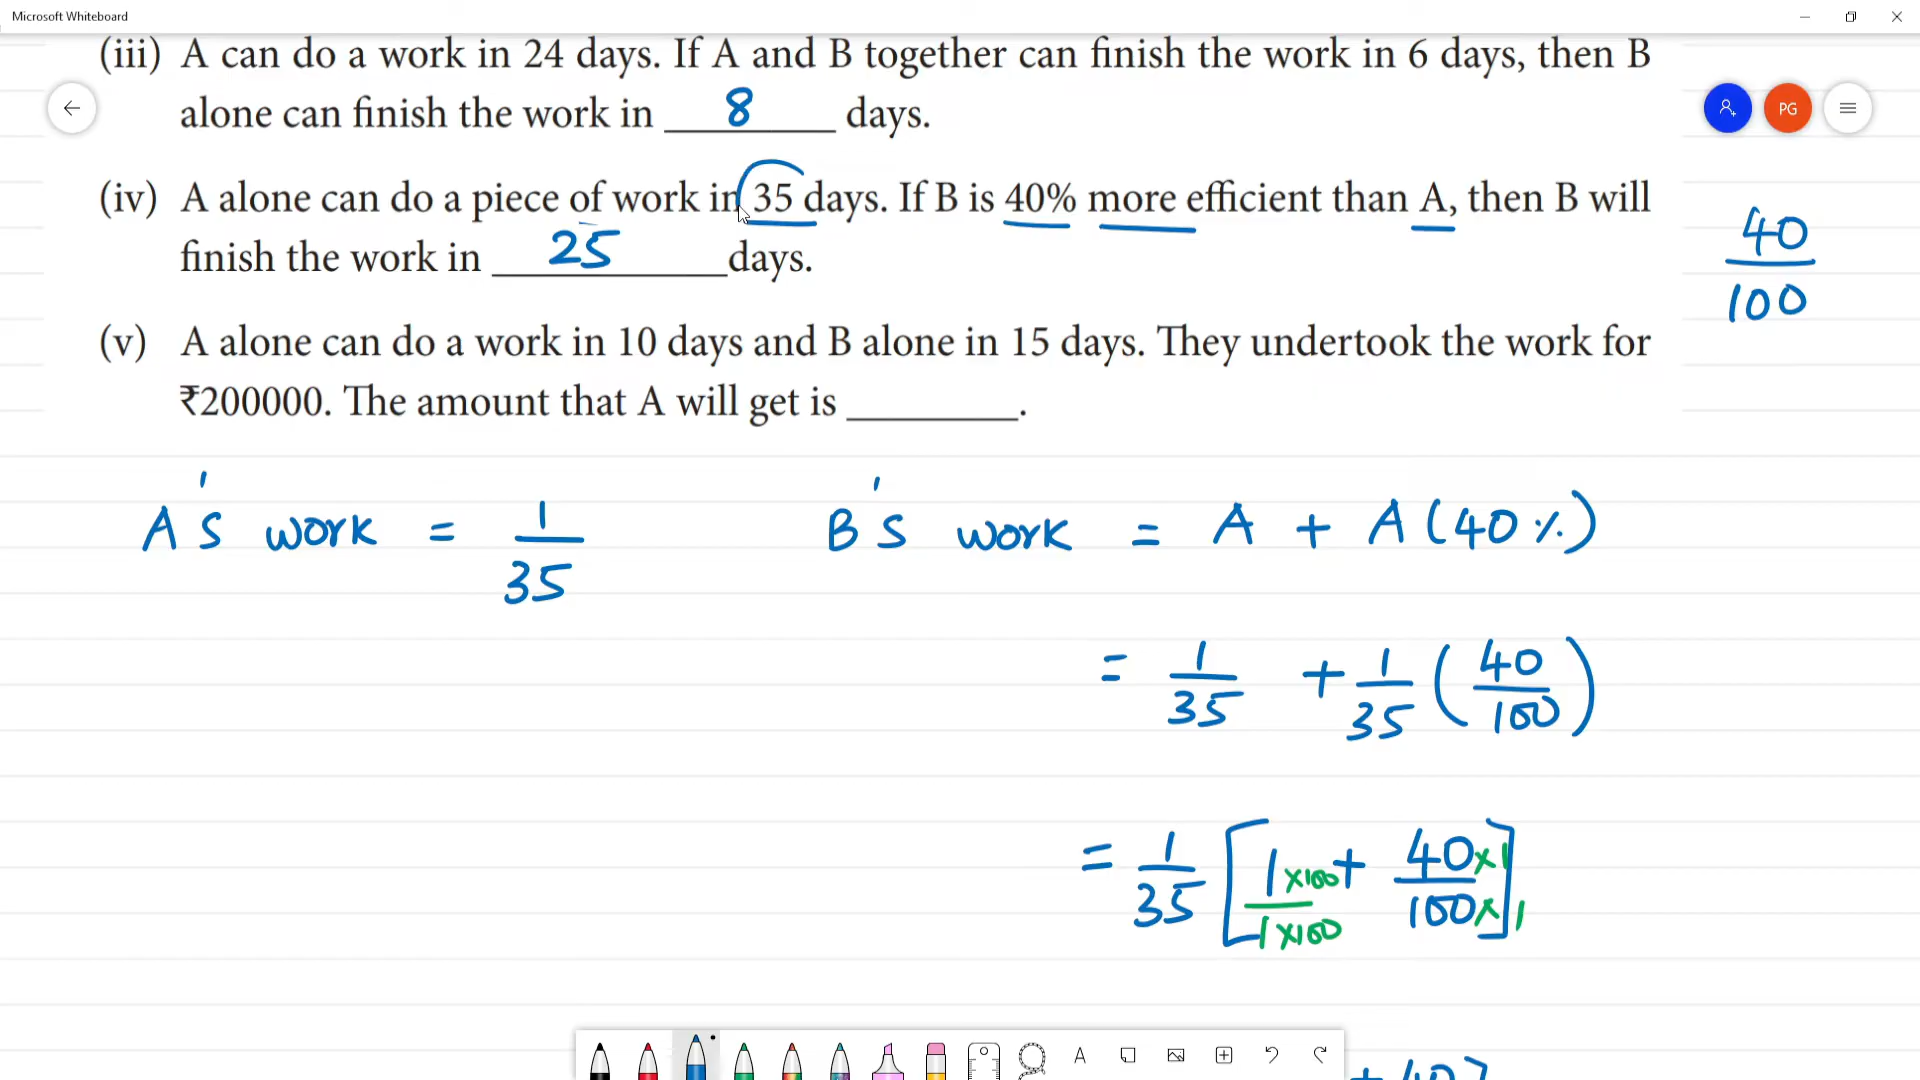 Microsoft Whiteboard
(iii) A can do a work in 24 days. If A and B together can finish the work in 6 days, then B
alone can finish the work in 8 days.
PG
(iv) A alone can do a piece of work in 35 days. If B is 40% more efficient than A, then B will
finish the work in 25 days.
40
100
(v) A alone can do a work in 10 days and B alone in 15 days. They undertook the work for
₹200000. The amount that A will get is ________.
A's work = 1/35
B's work = A + A (40%)
= 1/35 + 1/35 (40/100)
= 1/35 [1×100/1×100 + 40×1/100×1]
+ 40]